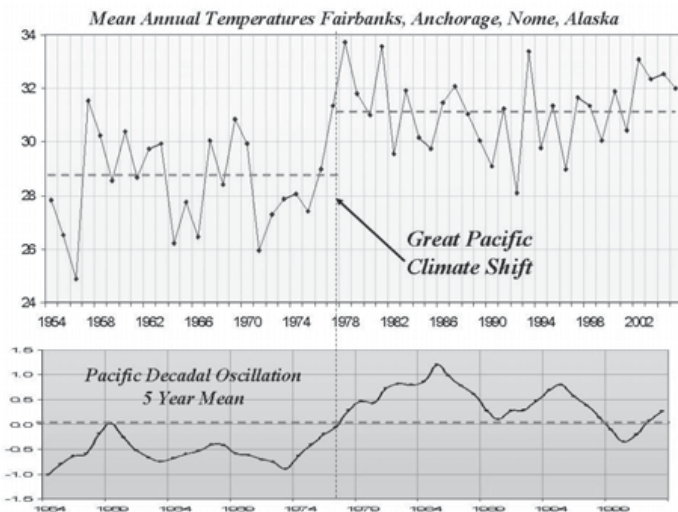 Mean Annual Temperatures Fairbanks, Anchorage, Nome, Alaska
34
32
30
28
26
24
Great Pacific
Climate Shift
1954 1958 1962 1966 1970 1974 1978 1982 1986 1990 1994 1998 2002
1.5
1.0
0.5
0.0
-0.5
-1.0
-1.5
Pacific Decadal Oscillation
5 Year Mean